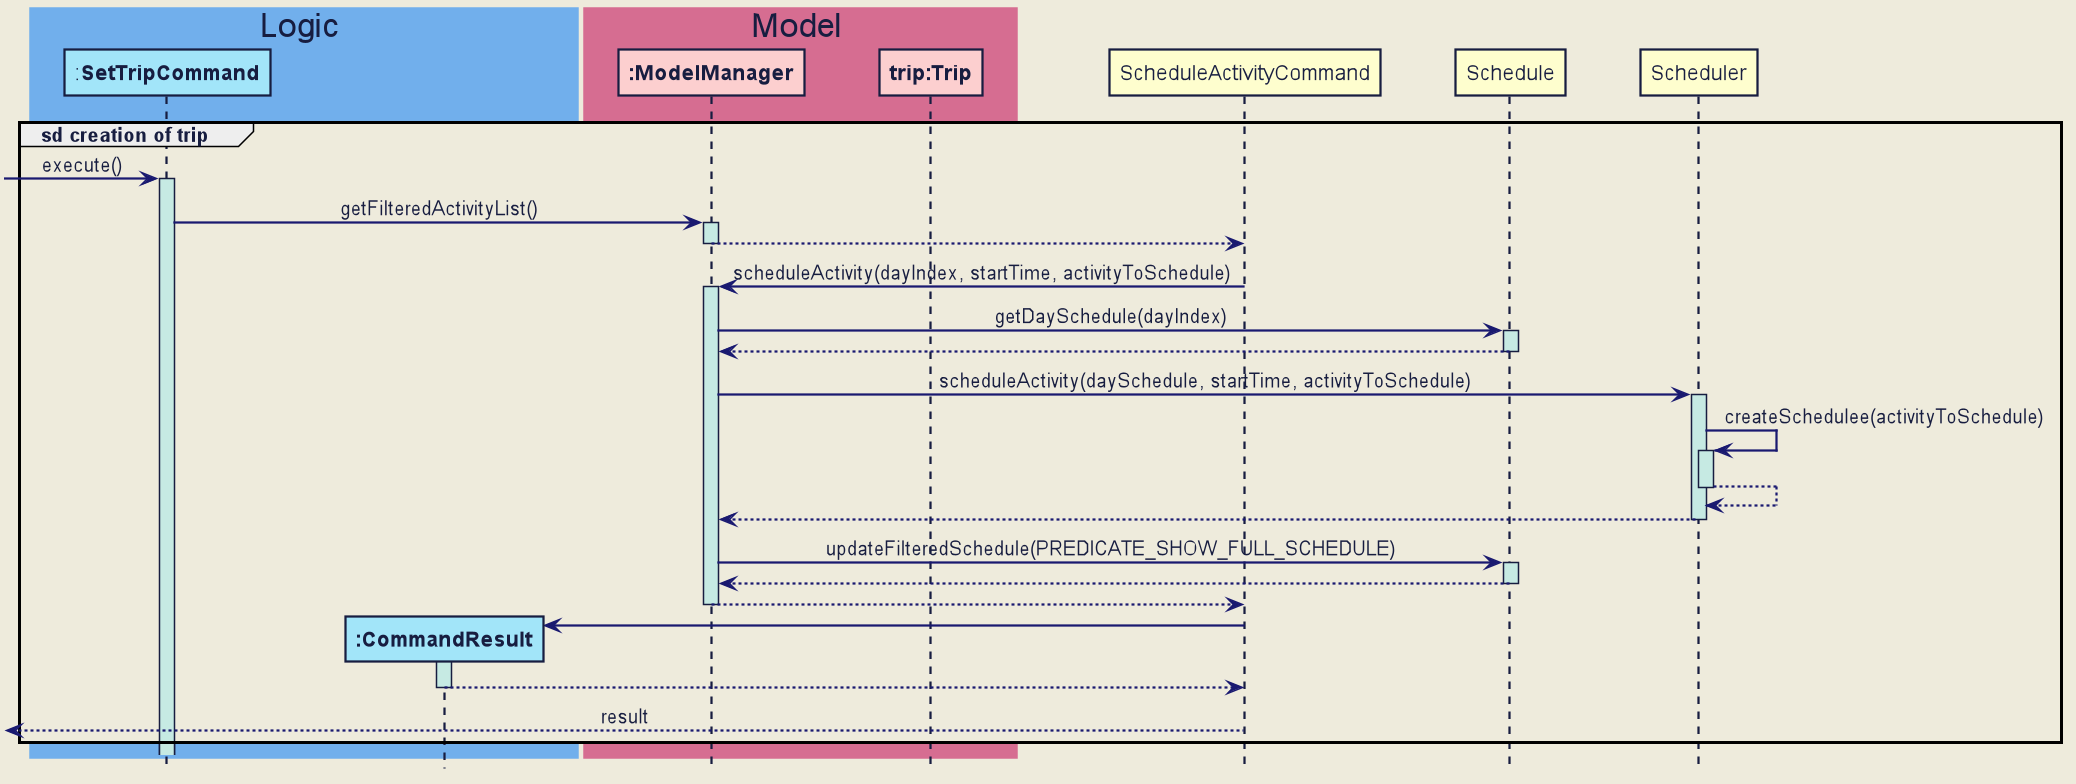 Logic
Model
:SetTripCommand
:ModelManager
trip:Trip
ScheduleActivityCommand
Schedule
Scheduler
sd creation of trip
execute()
getFilteredActivityList()
scheduleActivity(dayIndex, startTime, activityToSchedule)
getDaySchedule(dayIndex)
scheduleActivity(daySchedule, startTime, activityToSchedule)
createSchedulee(activityToSchedule)
updateFilteredSchedule(PREDICATE_SHOW_FULL_SCHEDULE)
:CommandResult
result